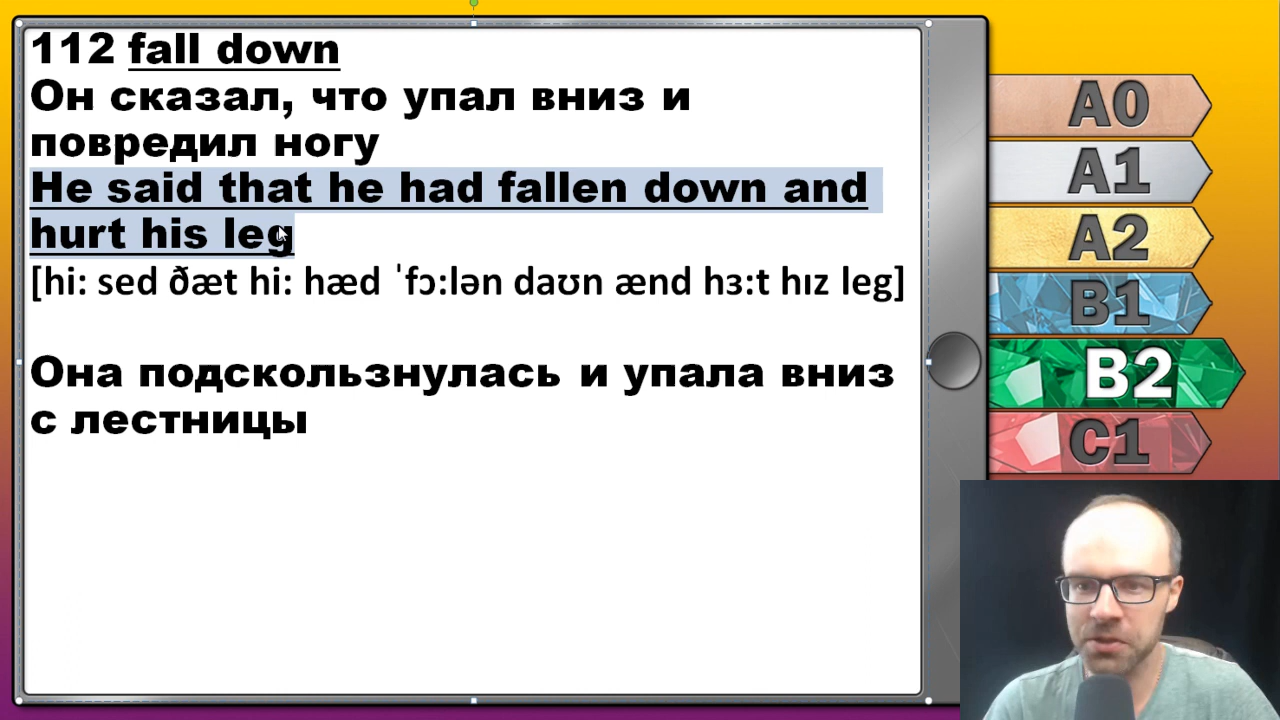 112 fall down
Он сказал, что упал вниз и
повредил ногу
He said that he had fallen down and
hurt his leg
[hi: sed ðæt hi: hæd ˈfɔ:lən daʊn ænd hɜ:t hɪz leg]
Она подскользнулась и упала вниз
с лестницы
A0
A1
A2
B1
B2
C1